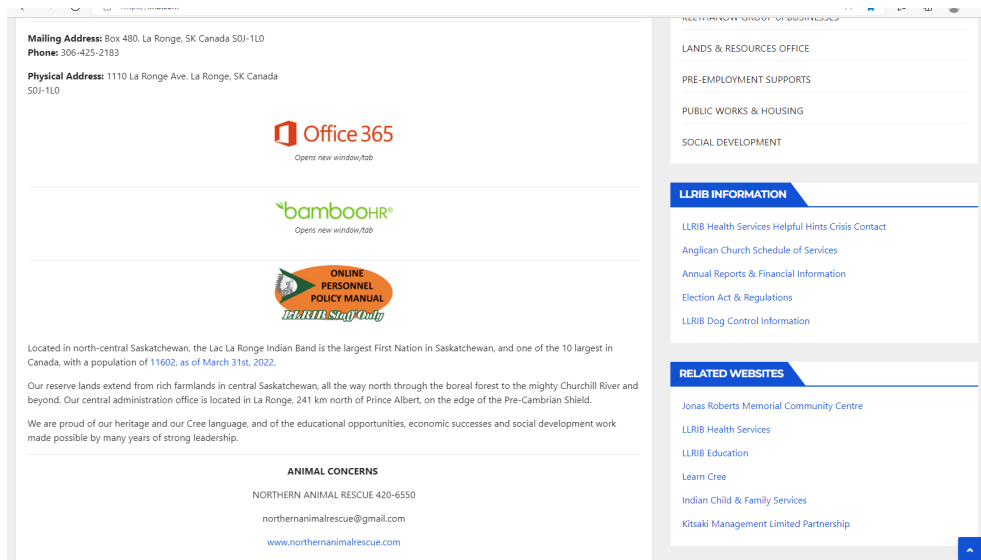 Mailing Address: Box 480. La Ronge, SK Canada S0J-1L0
Phone: 306-425-2183
Physical Address: 1110 La Ronge Ave. La Ronge, SK Canada
S0J-1L0
Office 365
Opens new window/tab
bambooHR®
Opens new window/tab
ONLINE
PERSONNEL
POLICY MANUAL
LLRIB Staff Only
Located in north-central Saskatchewan, the Lac La Ronge Indian Band is the largest First Nation in Saskatchewan, and one of the 10 largest in
Canada, with a population of 11602, as of March 31st, 2022.
Our reserve lands extend from rich farmlands in central Saskatchewan, all the way north through the boreal forest to the mighty Churchill River and
beyond. Our central administration office is located in La Ronge, 241 km north of Prince Albert, on the edge of the Pre-Cambrian Shield.
We are proud of our heritage and our Cree language, and of the educational opportunities, economic successes and social development work
made possible by many years of strong leadership.
ANIMAL CONCERNS
NORTHERN ANIMAL RESCUE 420-6550
northernanimalrescue@gmail.com
www.northernanimalrescue.com
LANDS & RESOURCES OFFICE
PRE-EMPLOYMENT SUPPORTS
PUBLIC WORKS & HOUSING
SOCIAL DEVELOPMENT
LLRIB INFORMATION
LLRIB Health Services Helpful Hints Crisis Contact
Anglican Church Schedule of Services
Annual Reports & Financial Information
Election Act & Regulations
LLRIB Dog Control Information
RELATED WEBSITES
Jonas Roberts Memorial Community Centre
LLRIB Health Services
LLRIB Education
Learn Cree
Indian Child & Family Services
Kitsaki Management Limited Partnership